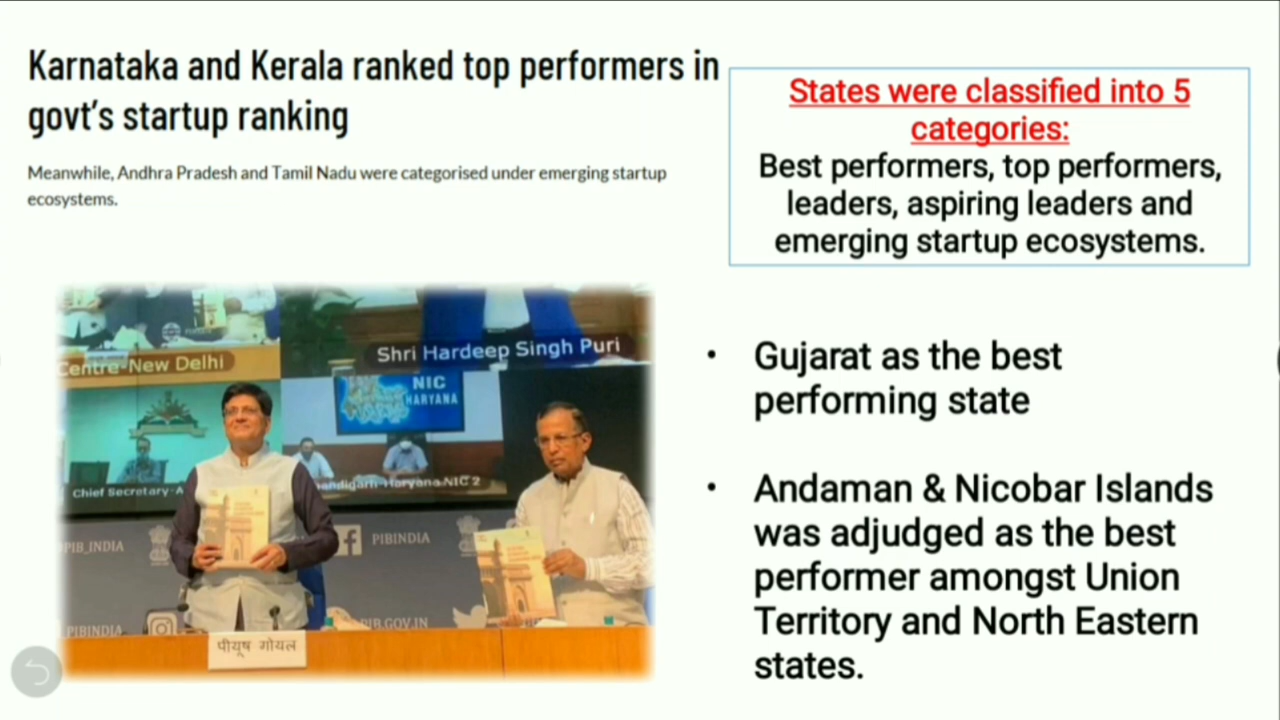 Karnataka and Kerala ranked top performers in
govt's startup ranking
Meanwhile, Andhra Pradesh and Tamil Nadu were categorised under emerging startup
ecosystems.
States were classified into 5
categories:
Best performers, top performers,
leaders, aspiring leaders and
emerging startup ecosystems.
Centre-New Delhi
Shri Hardeep Singh Puri
NIC
HARYANA
Chief Secretary-A
andigarh-Haryana NIC 2
PIB_INDIA
PIBINDIA
PIBINDIA
PIB.GOV.IN
पीयूष गोयल
• Gujarat as the best
performing state
• Andaman & Nicobar Islands
was adjudged as the best
performer amongst Union
Territory and North Eastern
states.